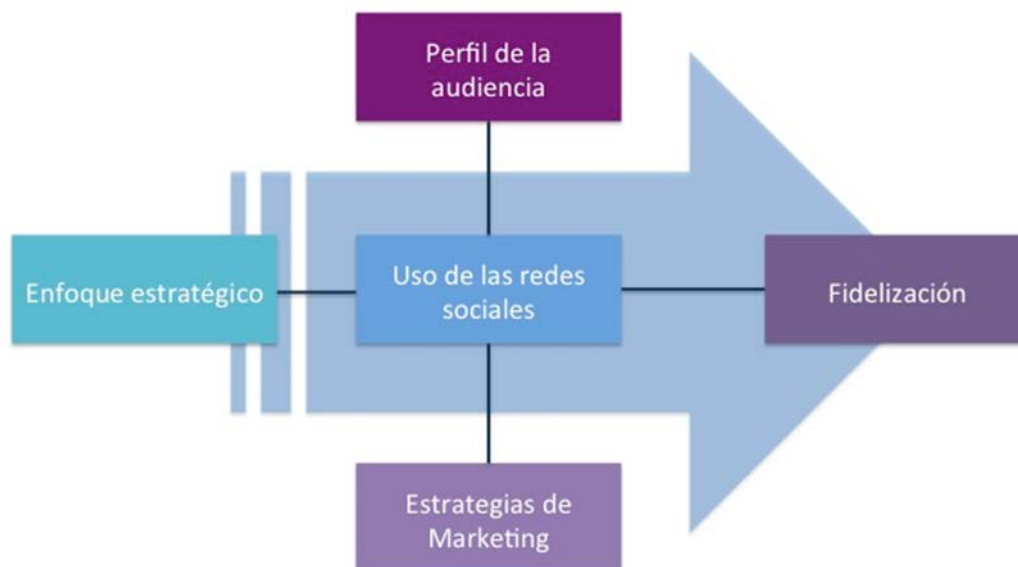 Perfil de la
audiencia
Enfoque estratégico
Uso de las redes
sociales
Fidelización
Estrategias de
Marketing